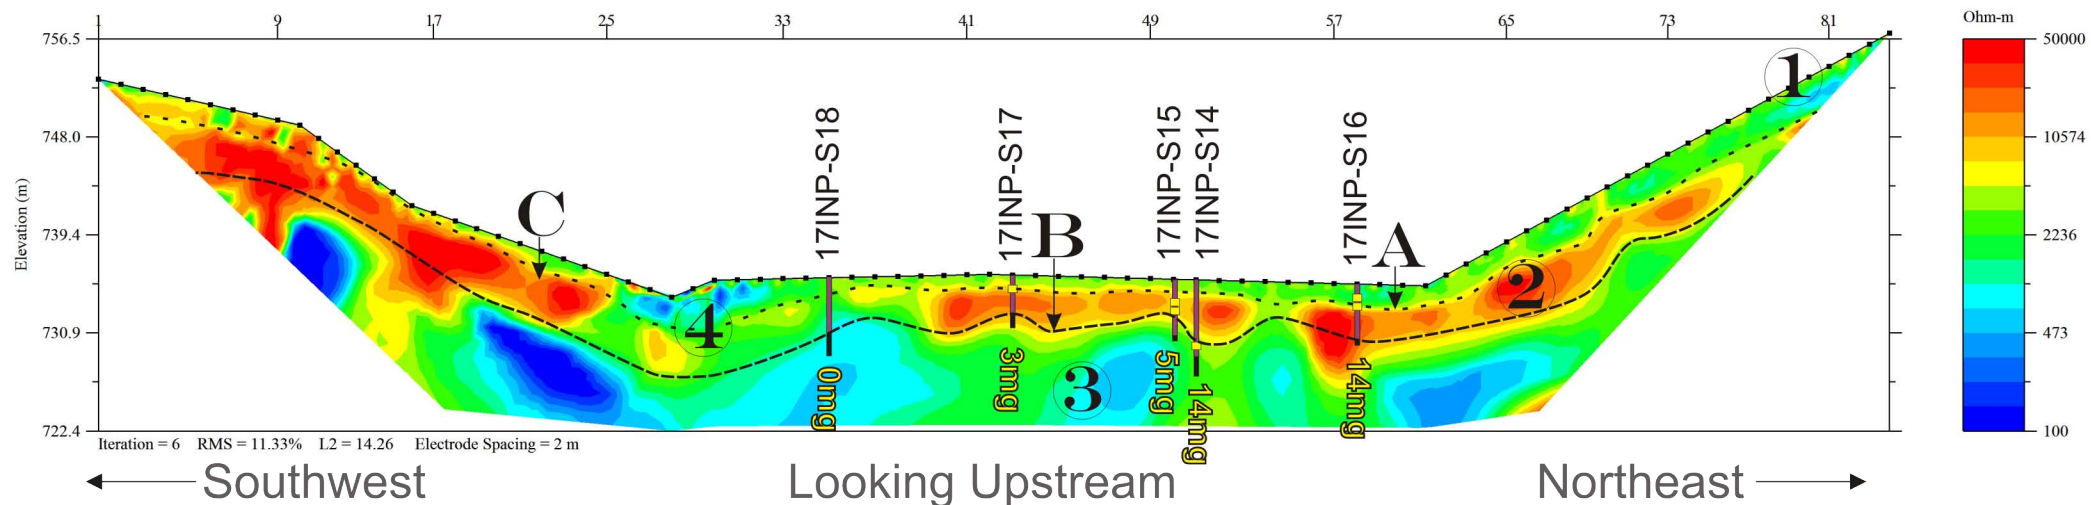 1 9 17 25 33 41 49 57 65 73 81
Ohm-m
756.5
748.0
739.4
730.9
722.4
Elevation (m)
50000
10574
2236
473
100
17INP-S18
17INP-S17
17INP-S15
17INP-S14
17INP-S16
C
B
A
1
2
3
4
0mg
3mg
5mg
14mg
14mg
Iteration = 6 RMS = 11.33% L2 = 14.26 Electrode Spacing = 2 m
Southwest
Looking Upstream
Northeast